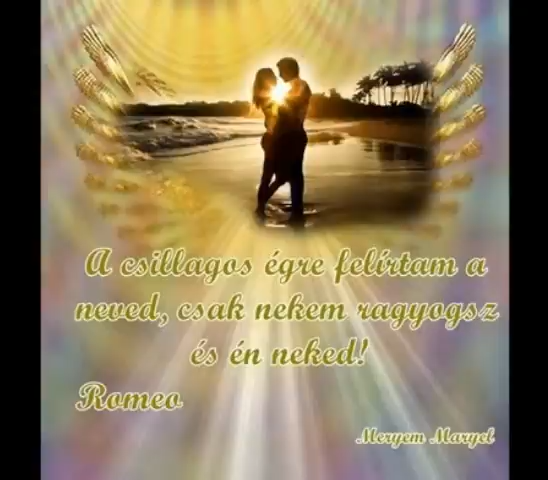 A csillagos égre felírtam a
neved, csak nekem ragyogsz
és én neked!
Romeo
Meryem Maryel